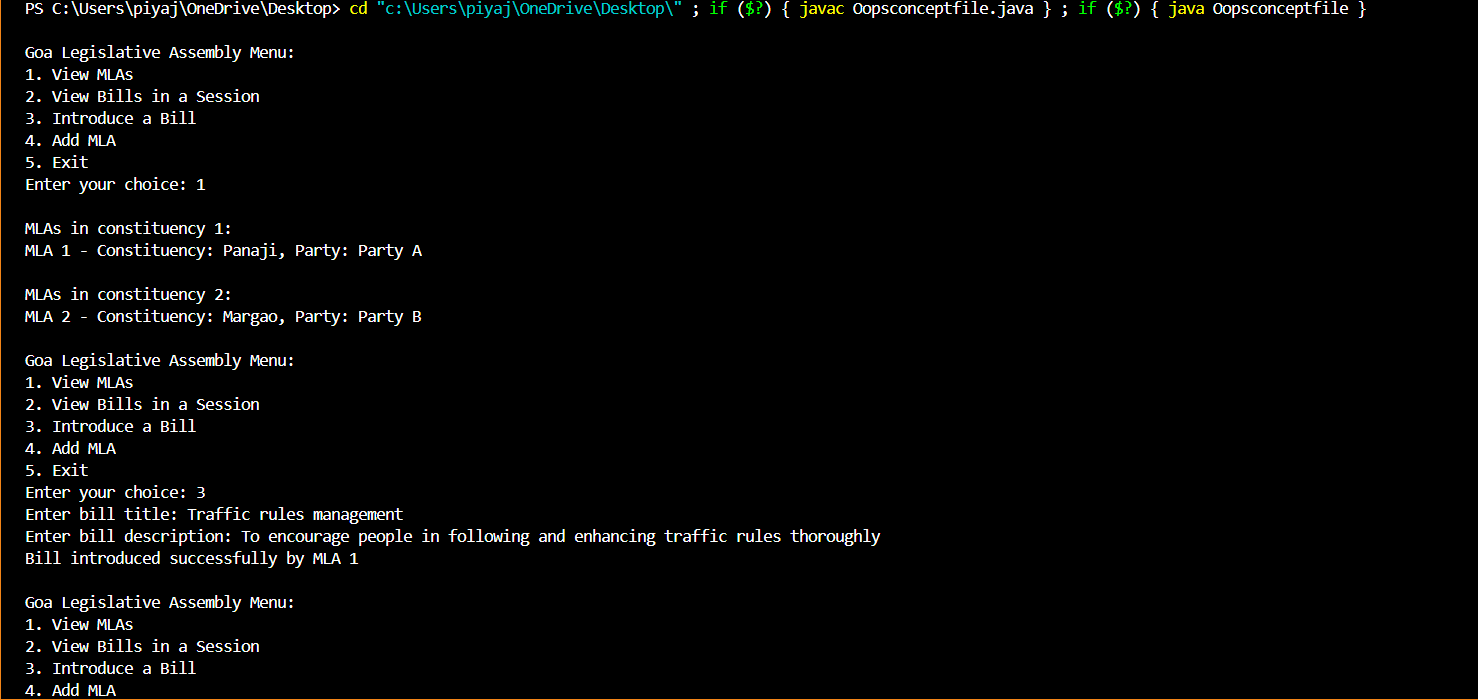 PS C:\Users\piyaj\OneDrive\Desktop> cd "c:\Users\piyaj\OneDrive\Desktop\" ; if ($?) { javac Oopsconceptfile.java } ; if ($?) { java Oopsconceptfile }
Goa Legislative Assembly Menu:
1. View MLAs
2. View Bills in a Session
3. Introduce a Bill
4. Add MLA
5. Exit
Enter your choice: 1
MLAs in constituency 1:
MLA 1 - Constituency: Panaji, Party: Party A
MLAs in constituency 2:
MLA 2 - Constituency: Margao, Party: Party B
Goa Legislative Assembly Menu:
1. View MLAs
2. View Bills in a Session
3. Introduce a Bill
4. Add MLA
5. Exit
Enter your choice: 3
Enter bill title: Traffic rules management
Enter bill description: To encourage people in following and enhancing traffic rules thoroughly
Bill introduced successfully by MLA 1
Goa Legislative Assembly Menu:
1. View MLAs
2. View Bills in a Session
3. Introduce a Bill
4. Add MLA